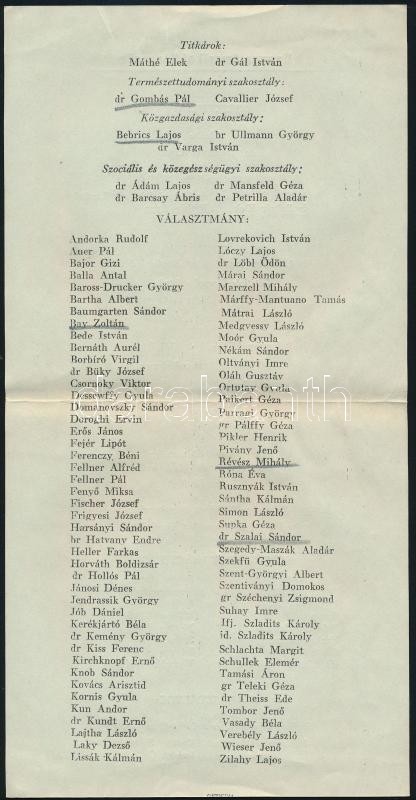 Titkárok:
Máthé Elek dr Gál István
Természettudományi szakosztály:
dr Gombás Pál Cavallier József
Közgazdasági szakosztály:
Bebrics Lajos br Ullmann György
dr Varga István
Szociális és közegészségügyi szakosztály:
dr Ádám Lajos dr Mansfeld Géza
dr Barcsay Ábris dr Petrilla Aladár
VÁLASZTMÁNY:
Andorka Rudolf
Auer Pál
Bajor Gizi
Balla Antal
Baross-Drucker György
Bartha Albert
Baumgarten Sándor
Bay Zoltán
Bede István
Bernáth Aurél
Borbíró Virgil
dr Büky József
Csornoky Viktor
Dessewffy Gyula
Domanovszky Sándor
Doroghi Ervin
Erős János
Fejér Lipót
Ferenczy Béni
Fellner Alfréd
Fellner Pál
Fenyő Miksa
Fischer József
Frigyesi József
Harsányi Sándor
br Hatvany Endre
Heller Farkas
Horváth Boldizsár
dr Hollós Pál
Jánosi Dénes
Jendrassik György
Jób Dániel
Kerékjártó Béla
dr Kemény György
dr Kiss Ferenc
Kirchknopf Ernő
Knob Sándor
Kovács Arisztid
Kornis Gyula
Kun Andor
dr Kundt Ernő
Lajtha László
Laky Dezső
Lissák Kálmán
Lovrekovich István
Lóczy Lajos
dr Löbl Ödön
Márai Sándor
Marczell Mihály
Márffy-Mantuano Tamás
Mátrai László
Medgyessy László
Moór Gyula
Nékám Sándor
Oltványi Imre
Oláh Gusztáv
Ortutay Gyula
Paikert Géza
Parragi György
gr Pálffy Géza
Pikler Henrik
Pivány Jenő
Révész Mihály
Róna Éva
Rusznyák István
Sántha Kálmán
Simon László
Supka Géza
dr Szalai Sándor
Szegedy-Maszák Aladár
Szekfü Gyula
Szent-Györgyi Albert
Szentiványi Domokos
gr Széchenyi Zsigmond
Suhay Imre
Ifj. Szladits Károly
id. Szladits Károly
Schlachta Margit
Schullek Elemér
Tamási Áron
gr Teleki Géza
dr Theiss Ede
Tombor Jenő
Vasady Béla
Verebély László
Wieser Jenő
Zilahy Lajos